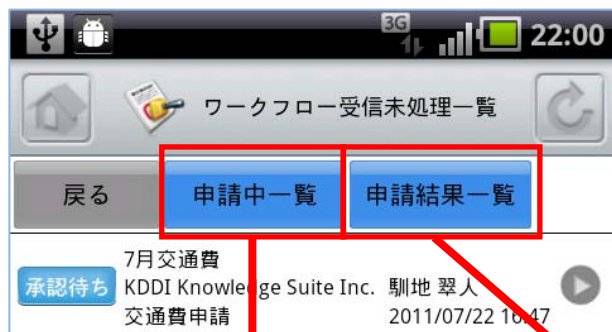 3G 22:00
ワークフロー受信未処理一覧
戻る 申請中一覧 申請結果一覧
7月交通費
承認待ち KDDI Knowledge Suite Inc. 馴地 翠人
交通費申請 2011/07/22 16:47